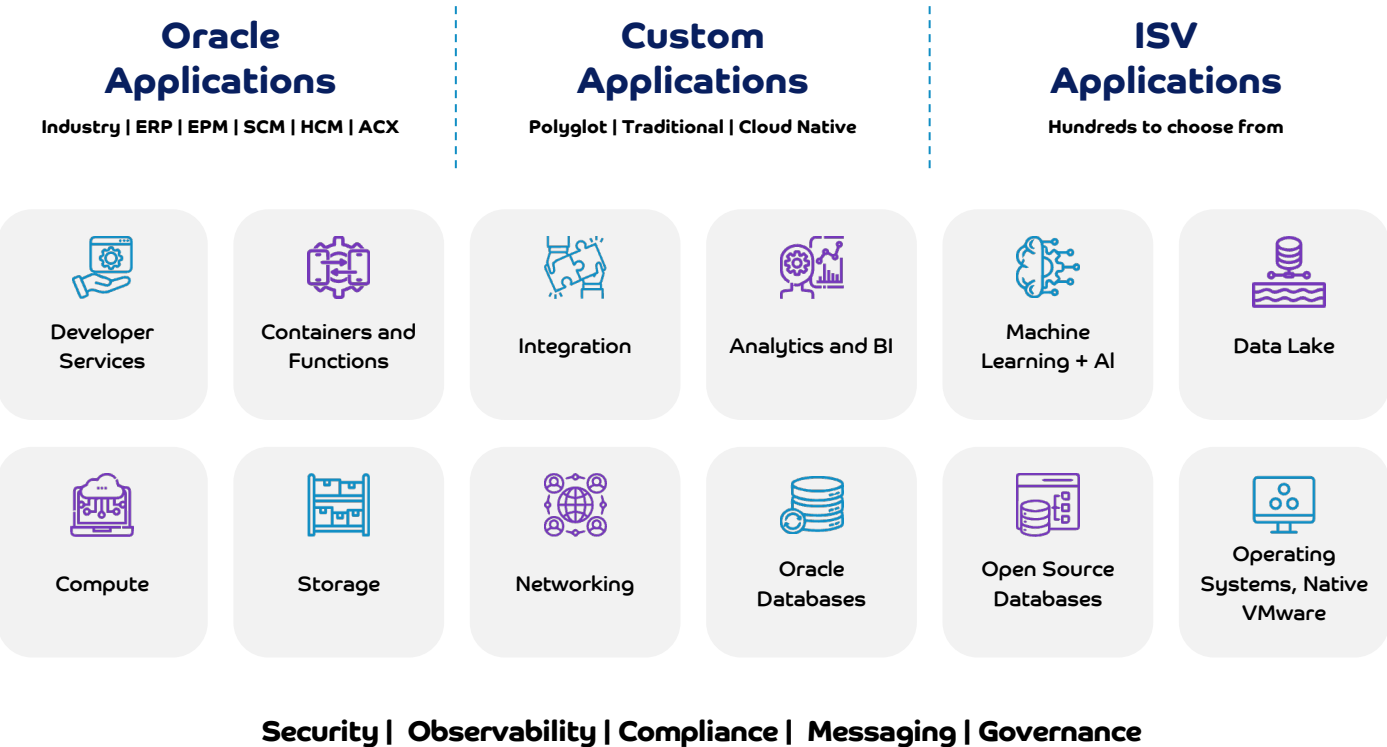 Oracle
Applications
Industry | ERP | EPM | SCM | HCM | ACX
Custom
Applications
Polyglot | Traditional | Cloud Native
ISV
Applications
Hundreds to choose from
Developer
Services
Containers and
Functions
Integration
Analytics and BI
Machine
Learning + Al
Data Lake
Compute
Storage
Networking
Oracle
Databases
Open Source
Databases
Operating
Systems, Native
VMware
Security | Observability | Compliance | Messaging | Governance